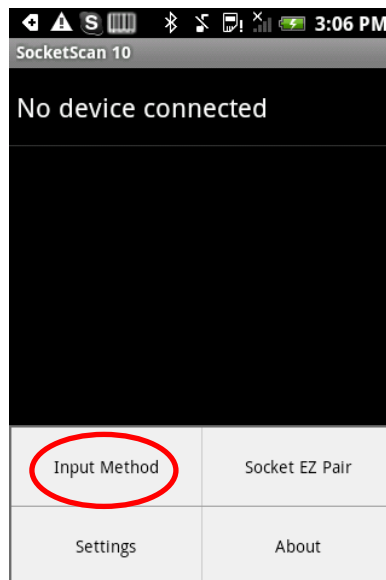 S 3:06 PM
SocketScan 10
No device connected
Input Method Socket EZ Pair
Settings About